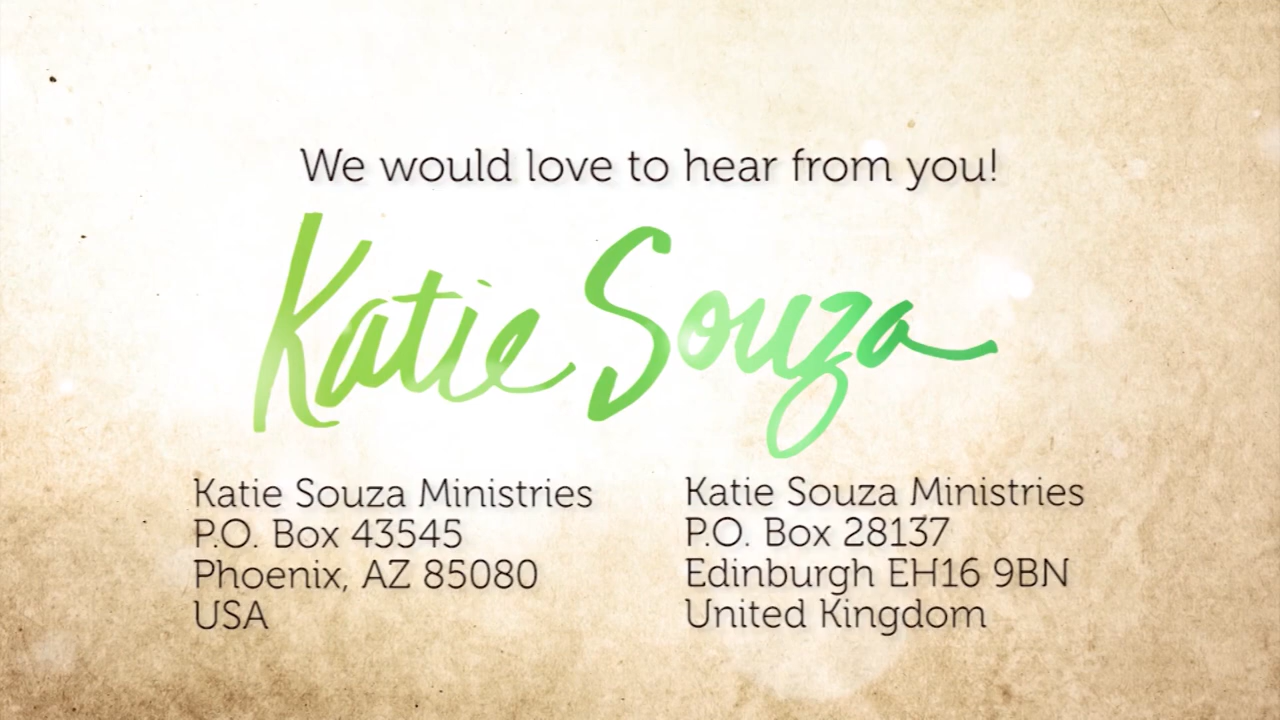 We would love to hear from you!
Katie Souza
Katie Souza Ministries
P.O. Box 43545
Phoenix, AZ 85080
USA
Katie Souza Ministries
P.O. Box 28137
Edinburgh EH16 9BN
United Kingdom